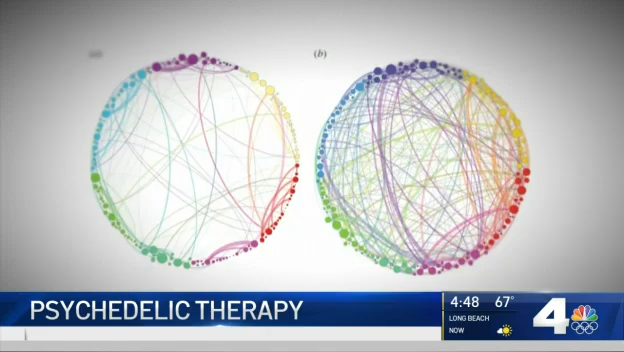 (a)
(b)
PSYCHEDELIC THERAPY
4:48 67°
LONG BEACH
NOW
4